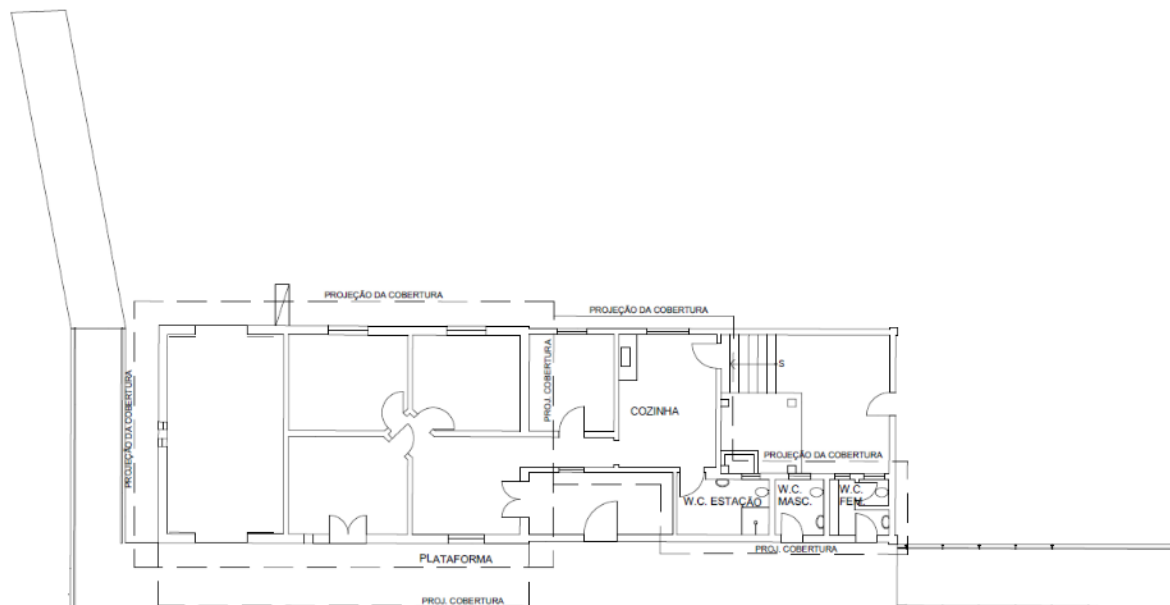 PROJEÇÃO DA COBERTURA
PROJEÇÃO DA COBERTURA
PROJEÇÃO DA COBERTURA
PROJ. COBERTURA
S
COZINHA
PROJEÇÃO DA COBERTURA
W.C. ESTAÇÃO
W.C.
MASC.
W.C.
FEM.
PROJ. COBERTURA
PLATAFORMA
PROJ. COBERTURA